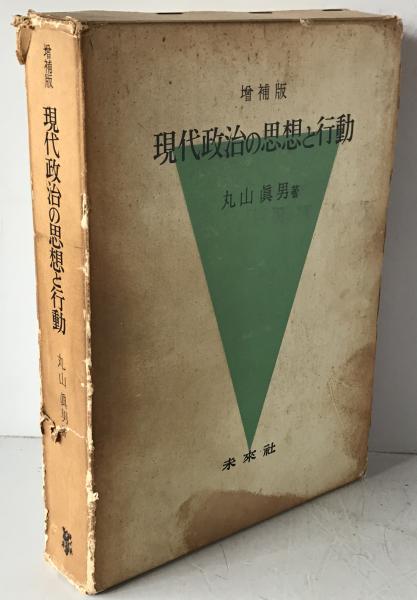 増補版
現代政治の思想と行動
丸山眞男
増補版
現代政治の思想と行動
丸山眞男著
未來社